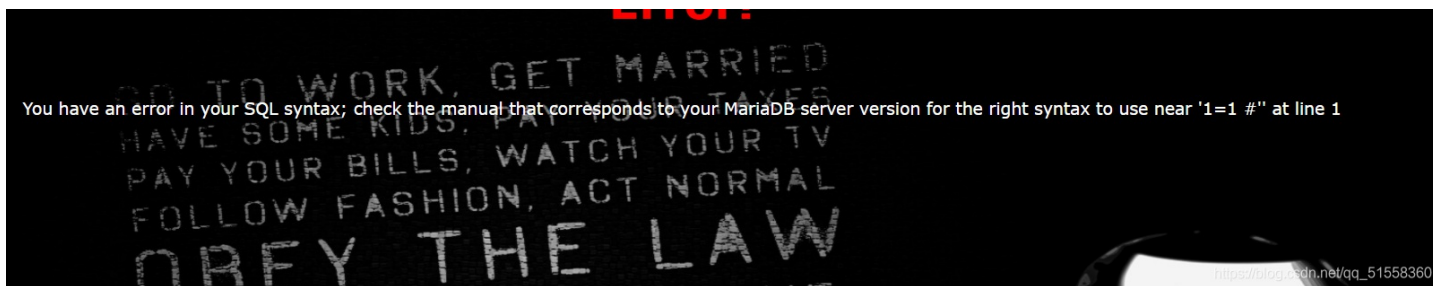 Error!
GO TO WORK, GET MARRIED
You have an error in your SQL syntax; check the manual that corresponds to your MariaDB server version for the right syntax to use near '1=1 #'' at line 1
HAVE SOME KIDS, PAY YOUR TAXES
PAY YOUR BILLS, WATCH YOUR TV
FOLLOW FASHION, ACT NORMAL
OBEY THE LAW
https://blog.csdn.net/qq_51558360